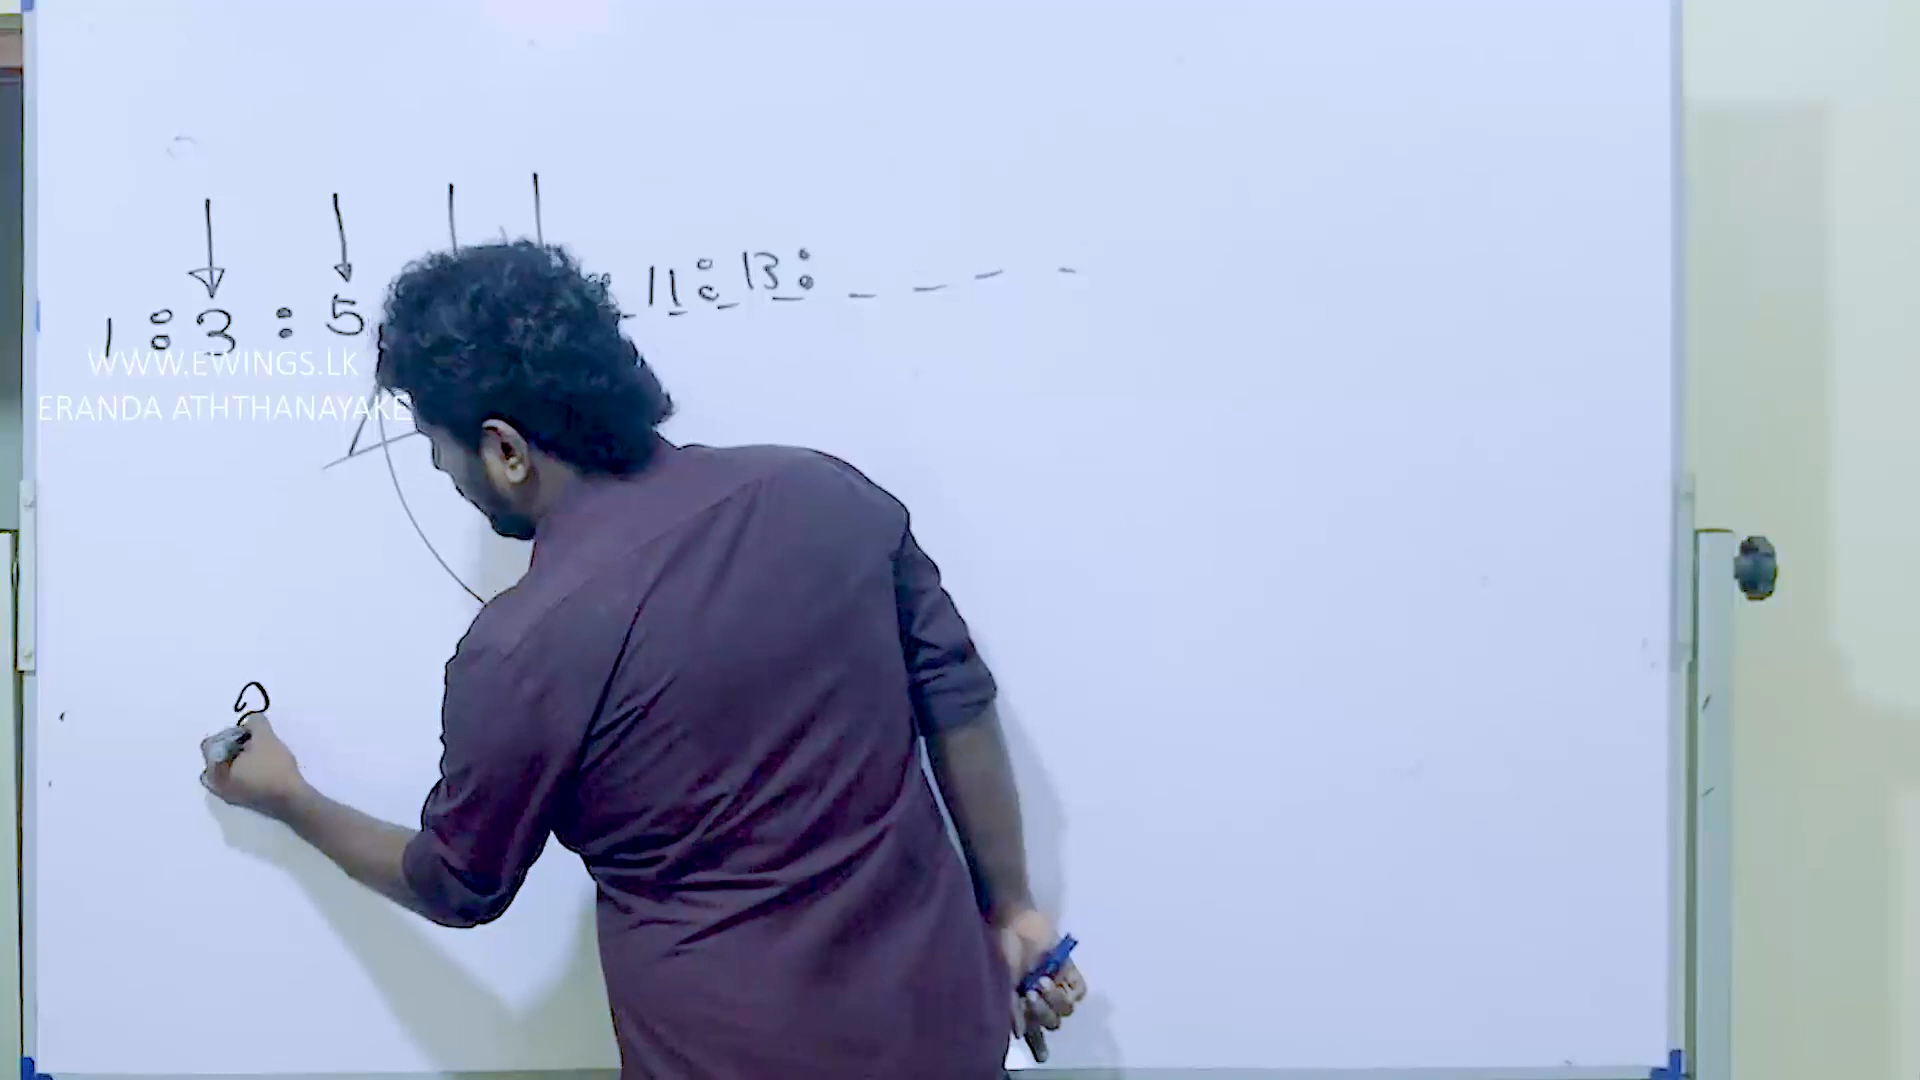 1 : 3 : 5 11 : 13 : _ _ _ _ _
WWW.EWINGS.LK
ERANDA ATHTHANAYAKE